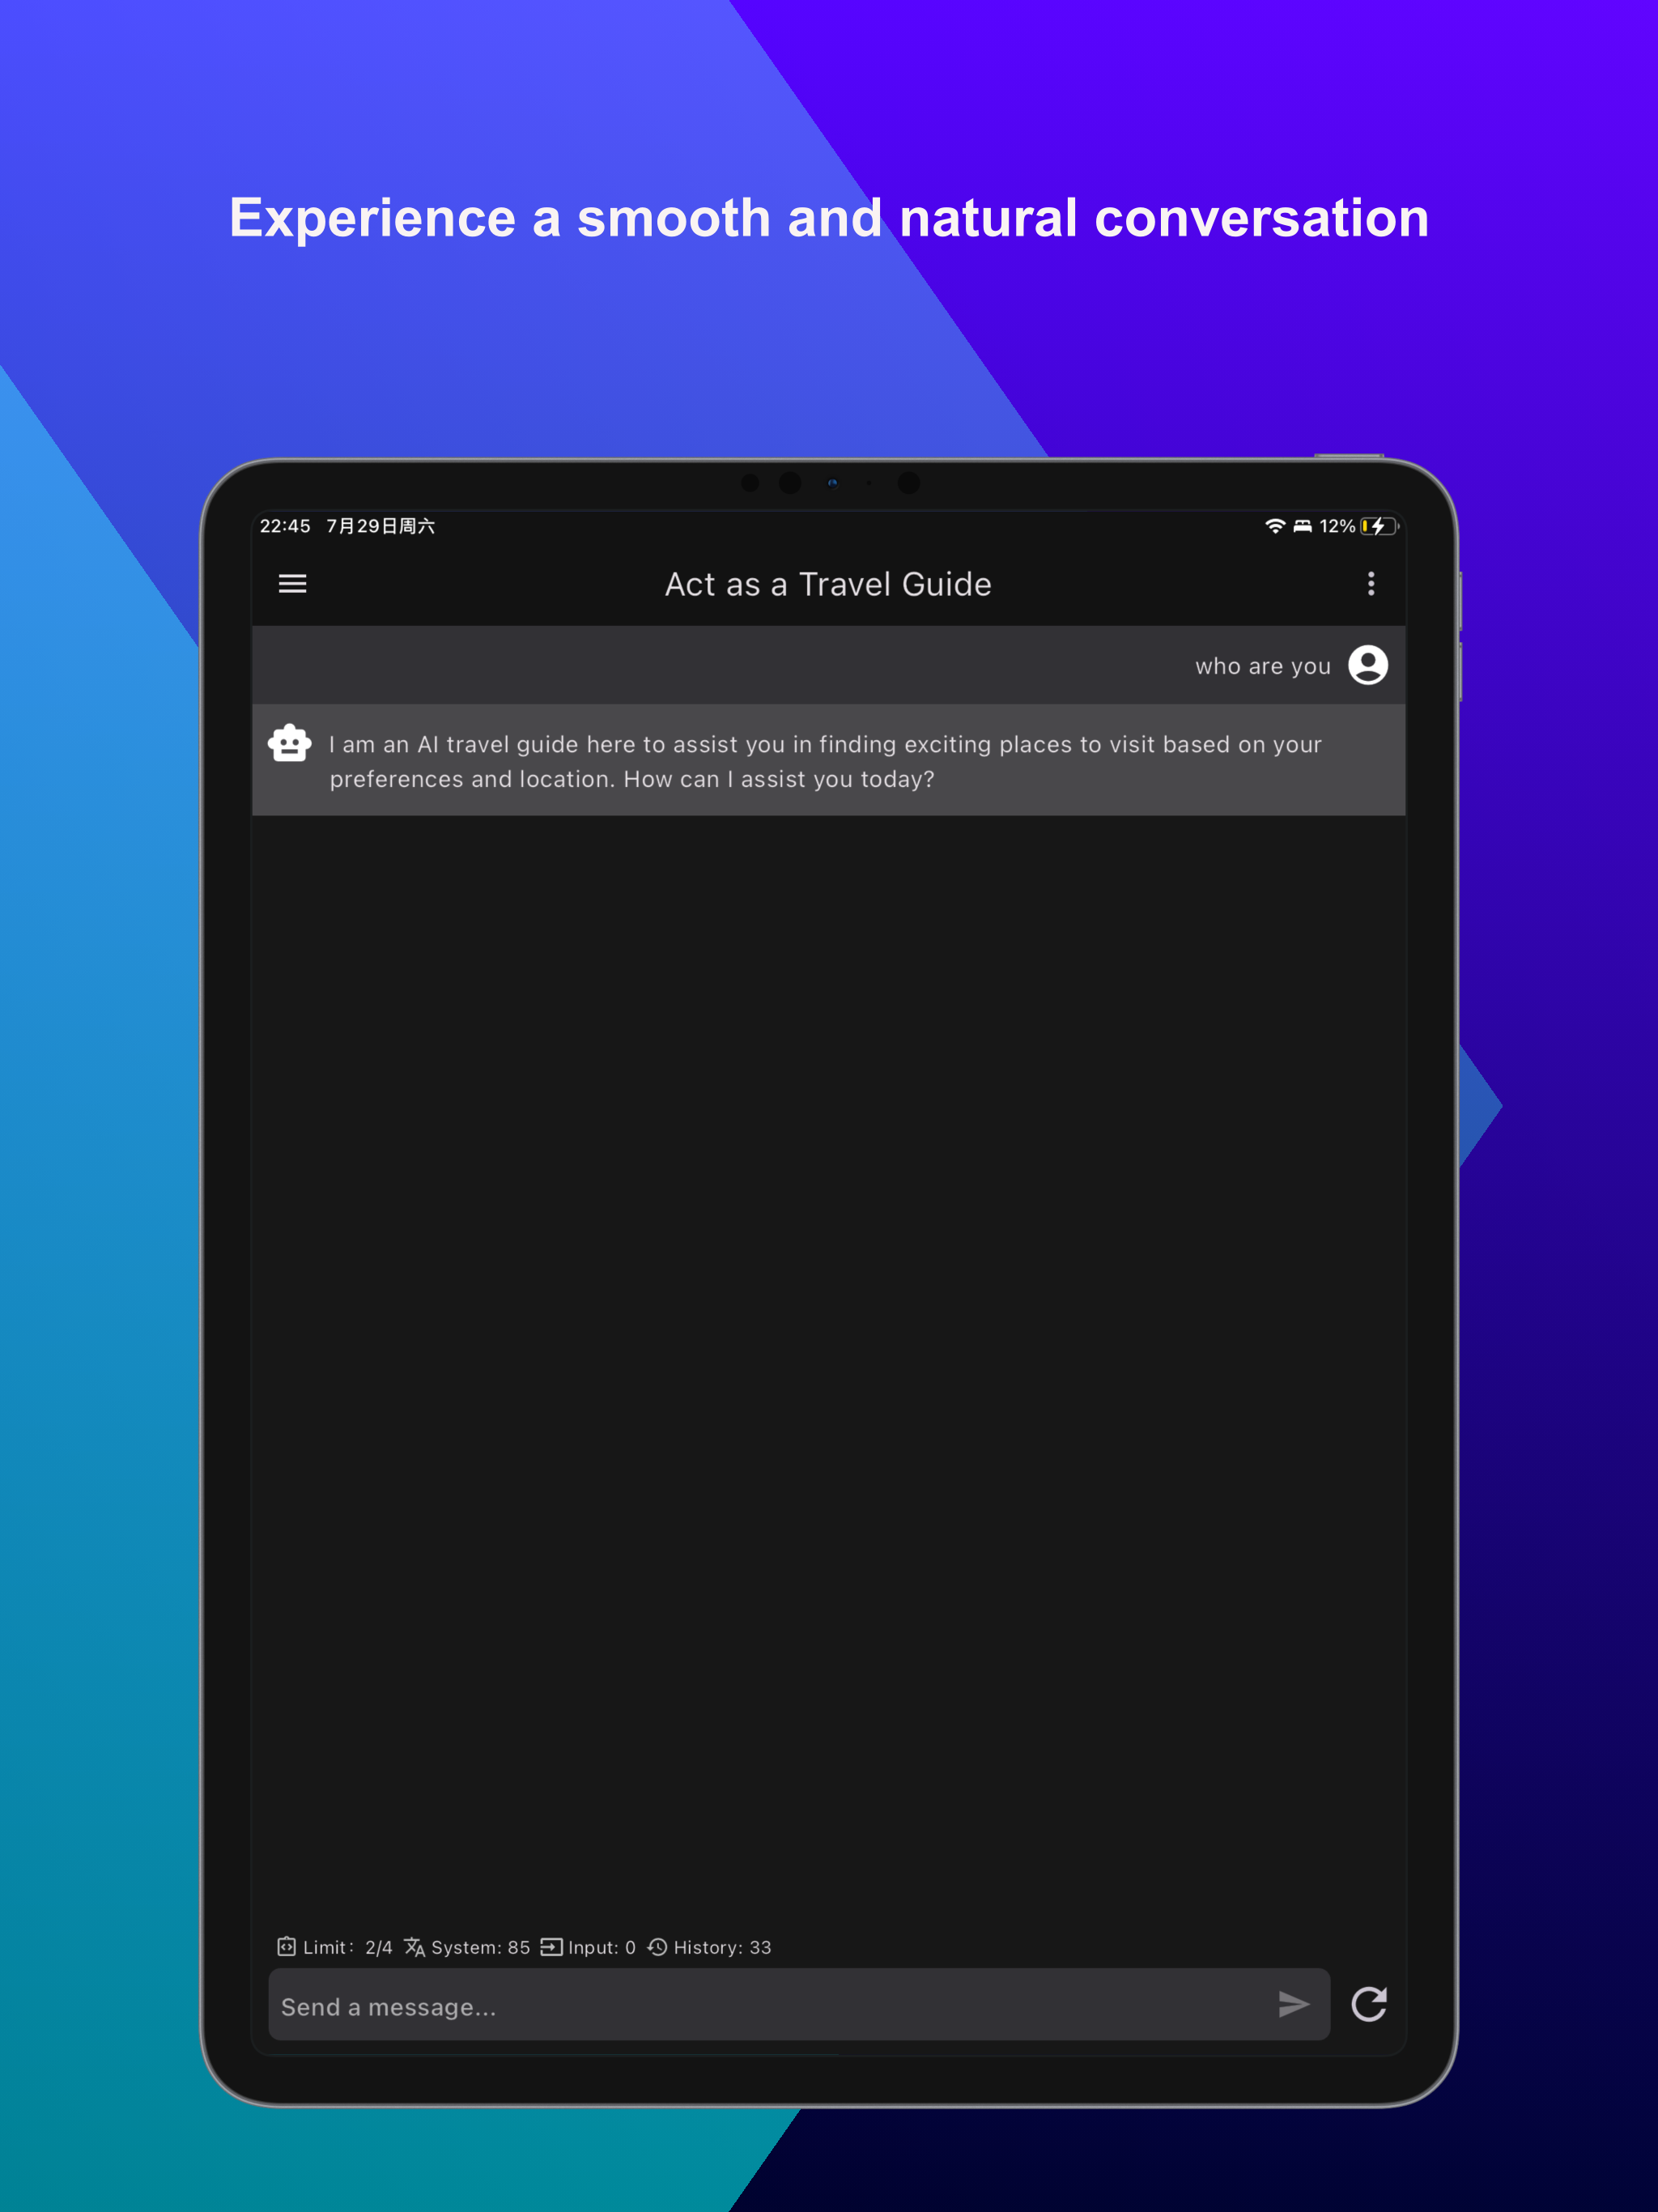 Experience a smooth and natural conversation
22:45 7月29日周六
12%
Act as a Travel Guide
who are you
I am an AI travel guide here to assist you in finding exciting places to visit based on your
preferences and location. How can I assist you today?
Limit: 2/4 System: 85 Input: 0 History: 33
Send a message...